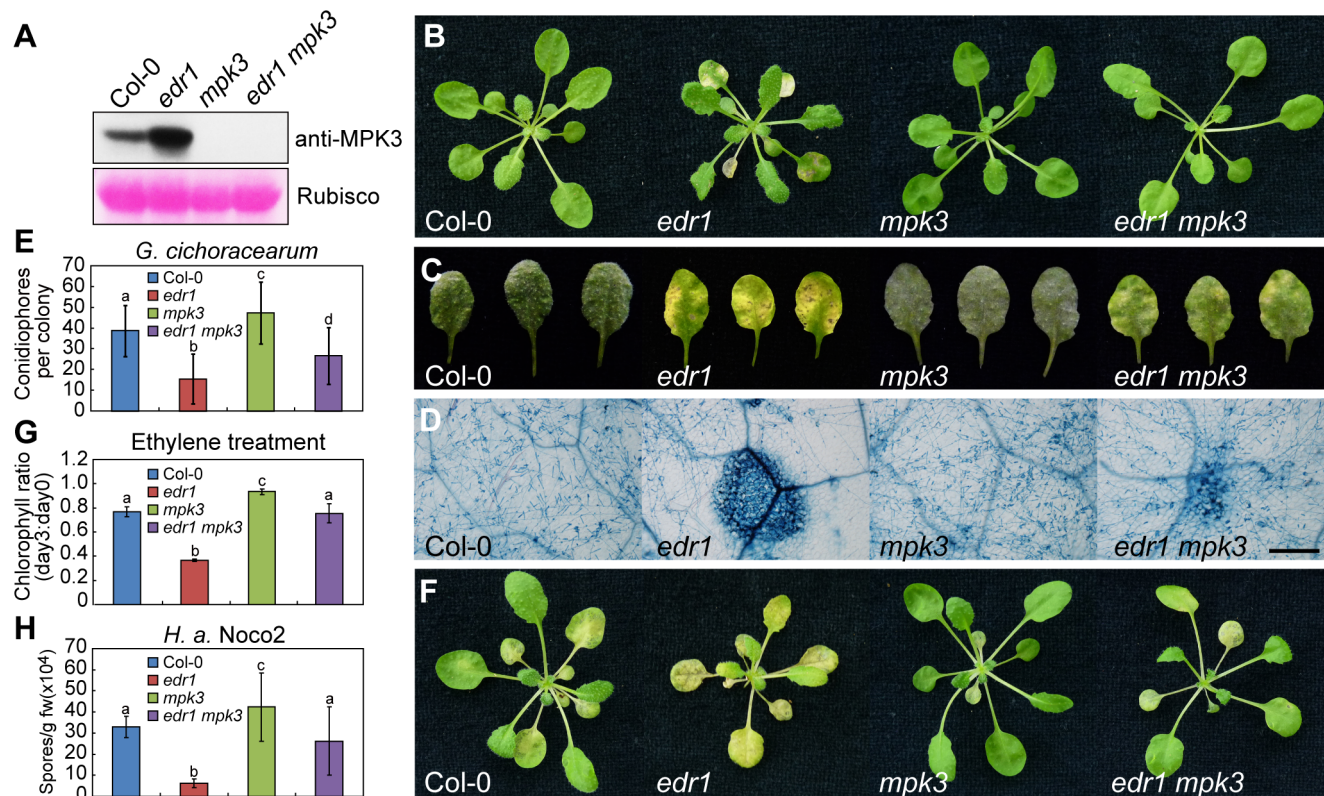 A
Col-0
edr1
mpk3
edr1 mpk3
anti-MPK3
Rubisco
B
Col-0
edr1
mpk3
edr1 mpk3
C
Col-0
edr1
mpk3
edr1 mpk3
D
Col-0
edr1
mpk3
edr1 mpk3
E
G. cichoracearum
Conidiophores
per colony
70
60
50
40
30
20
10
0
Col-0
edr1
mpk3
edr1 mpk3
a
b
c
d
F
Col-0
edr1
mpk3
edr1 mpk3
G
Ethylene treatment
Chlorophyll ratio
(day3:day0)
1.2
1.0
0.8
0.6
0.4
0.2
0
Col-0
edr1
mpk3
edr1 mpk3
a
b
c
a
H
H. a. Noco2
Spores/g fw(x10⁴)
70
60
50
40
30
20
10
0
Col-0
edr1
mpk3
edr1 mpk3
a
b
c
a